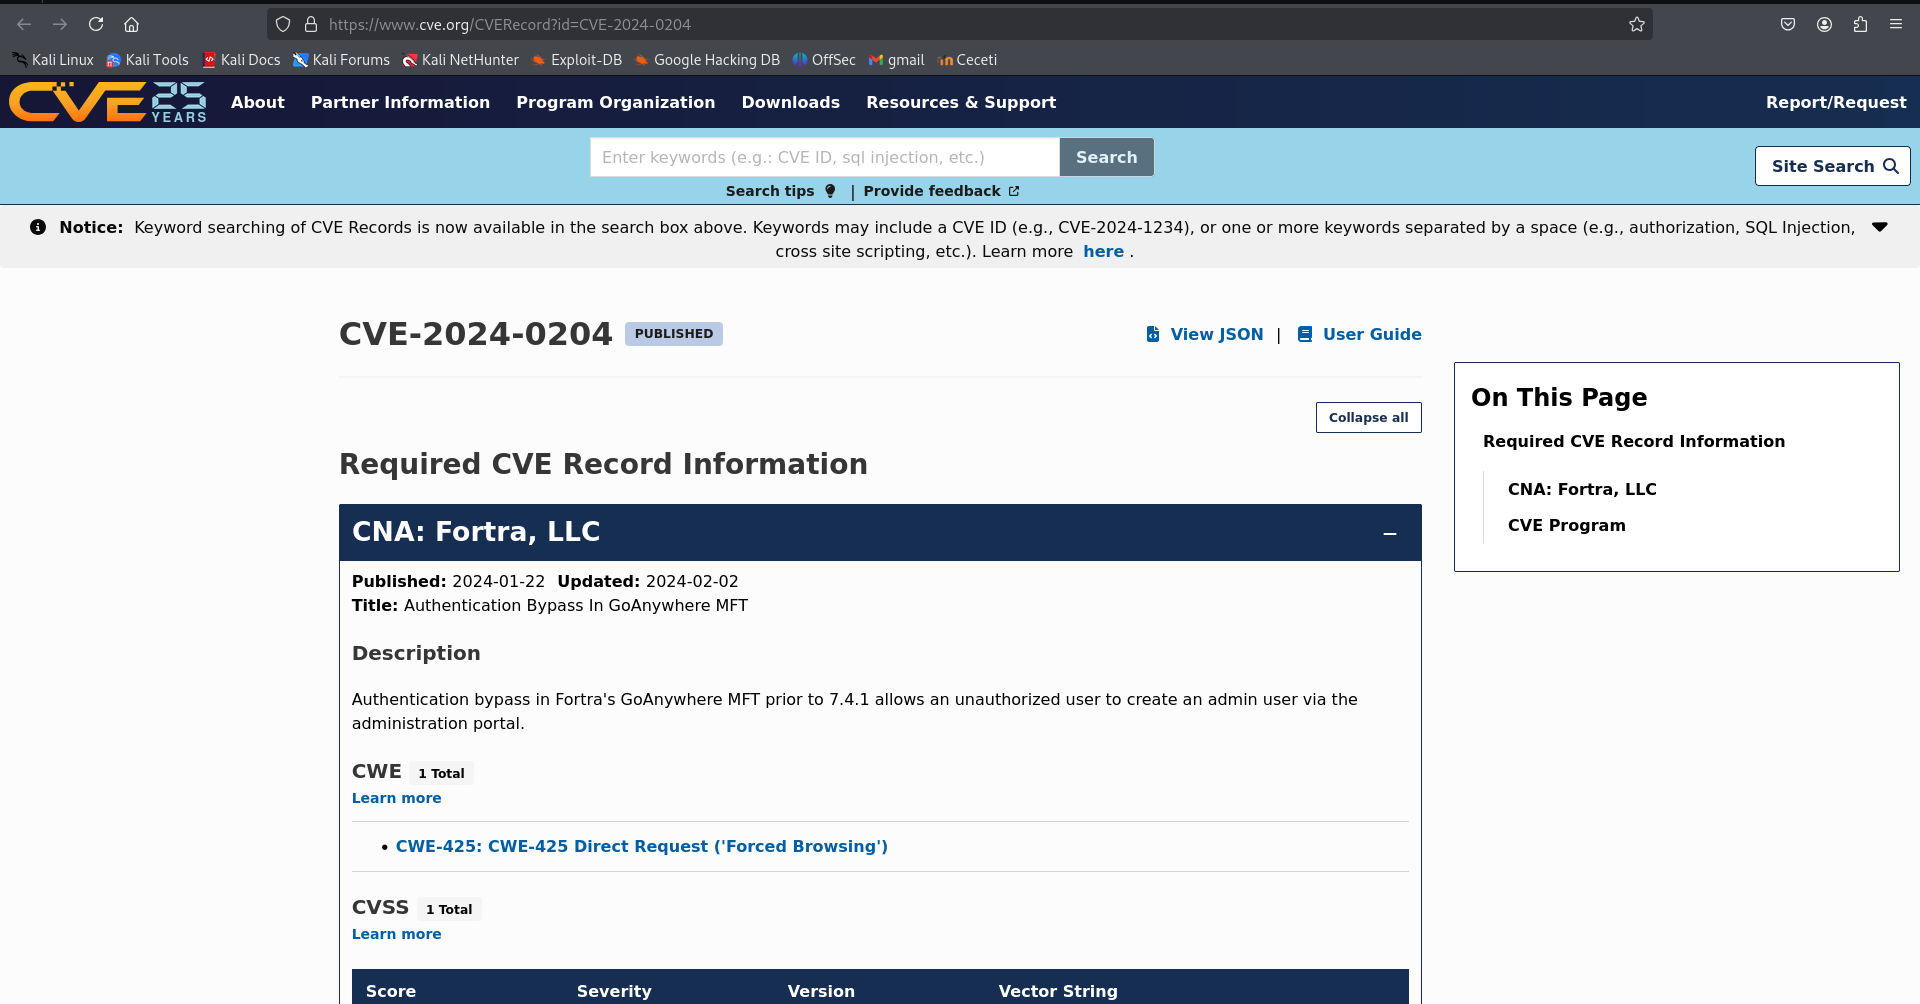 https://www.cve.org/CVERecord?id=CVE-2024-0204
Kali Linux Kali Tools Kali Docs Kali Forums Kali NetHunter Exploit-DB Google Hacking DB OffSec gmail Ceceti
CVE 25 YEARS About Partner Information Program Organization Downloads Resources & Support Report/Request
Enter keywords (e.g.: CVE ID, sql injection, etc.) Search
Site Search
Search tips | Provide feedback
Notice: Keyword searching of CVE Records is now available in the search box above. Keywords may include a CVE ID (e.g., CVE-2024-1234), or one or more keywords separated by a space (e.g., authorization, SQL Injection,
cross site scripting, etc.). Learn more here .
CVE-2024-0204 PUBLISHED View JSON | User Guide
Collapse all
Required CVE Record Information
CNA: Fortra, LLC
Published: 2024-01-22 Updated: 2024-02-02
Title: Authentication Bypass In GoAnywhere MFT
Description
Authentication bypass in Fortra's GoAnywhere MFT prior to 7.4.1 allows an unauthorized user to create an admin user via the
administration portal.
CWE 1 Total
Learn more
• CWE-425: CWE-425 Direct Request ('Forced Browsing')
CVSS 1 Total
Learn more
Score Severity Version Vector String
On This Page
Required CVE Record Information
CNA: Fortra, LLC
CVE Program